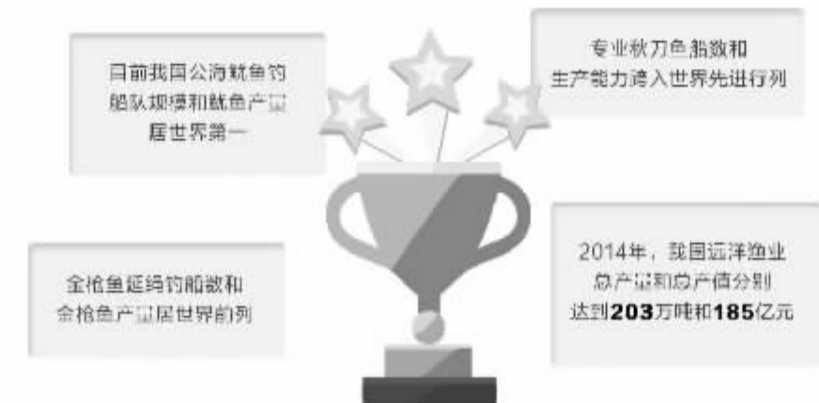 目前我国公海鱿鱼钓
船队规模和鱿鱼产量
居世界第一
专业秋刀鱼船数和
生产能力跨入世界先进行列
金枪鱼延绳钓船数和
金枪鱼产量居世界前列
2014年，我国远洋渔业
总产量和总产值分别
达到203万吨和185亿元